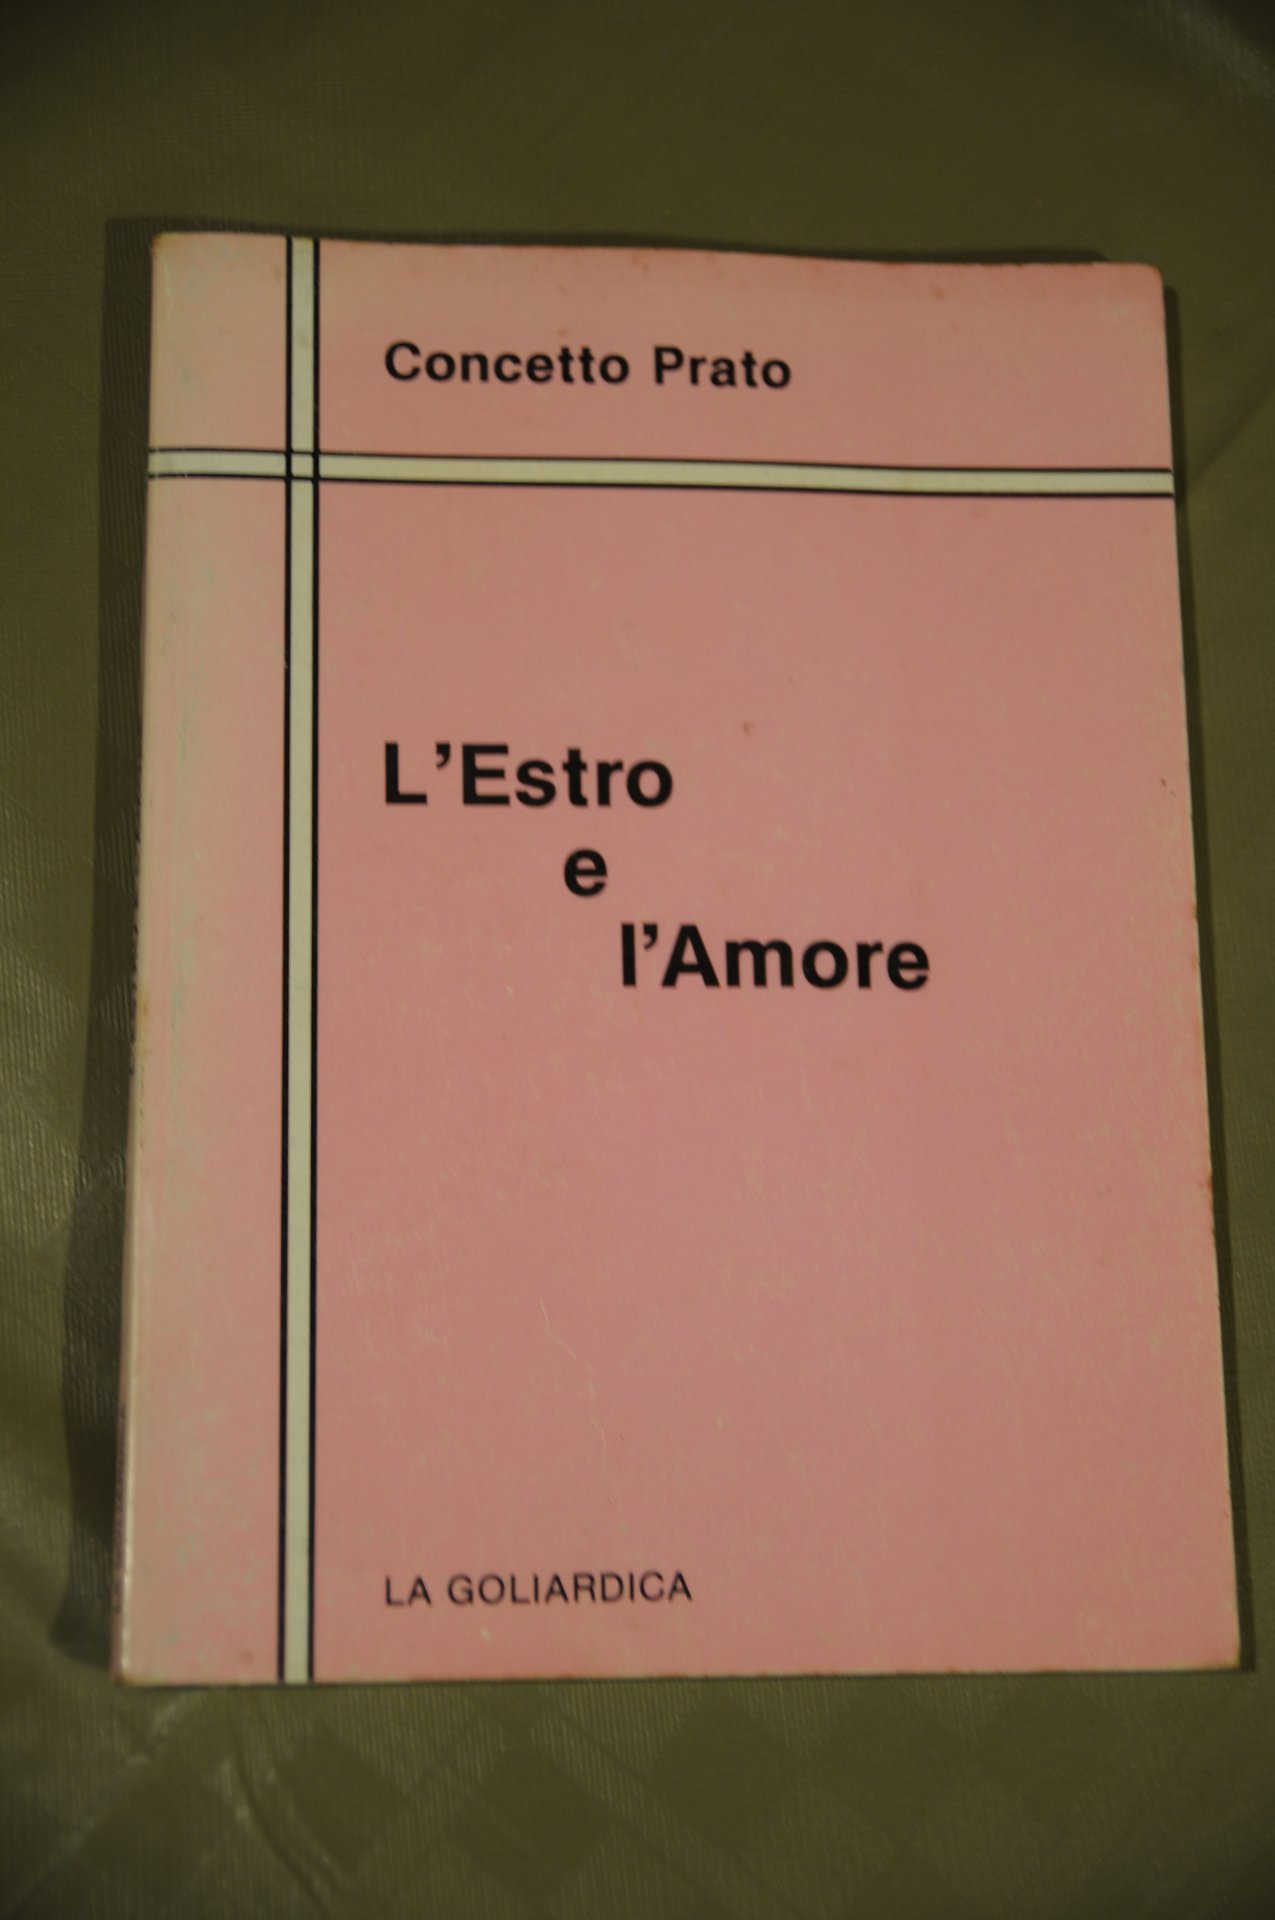 Concetto Prato
L'Estro
e
l'Amore
LA GOLIARDICA